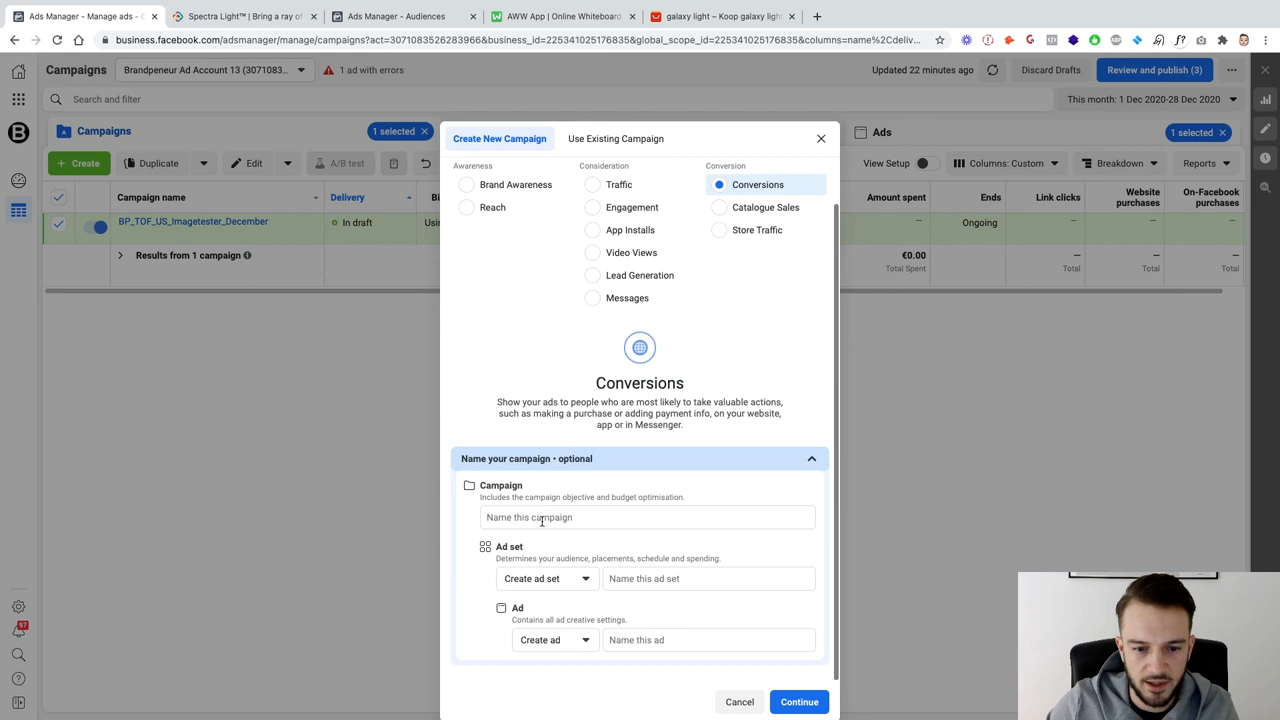 Ads Manager - Manage ads - C
Spectra Light™ | Bring a ray of
Ads Manager - Audiences
AWW App | Online Whiteboard
galaxy light – Koop galaxy ligh
business.facebook.com/adsmanager/manage/campaigns?act=3071083526283966&business_id=225341025176835&global_scope_id=225341025176835&columns=name%2Cdeliv...
Campaigns
Brandpeneur Ad Account 13 (3071083...
1 ad with errors
Updated 22 minutes ago
Discard Drafts
Review and publish (3)
Search and filter
This month: 1 Dec 2020-28 Dec 2020
Campaigns
1 selected
Ads
1 selected
Create
Duplicate
Edit
A/B test
View Setup
Columns: Custom
Breakdown
Reports
Campaign name
Delivery
Bi
Amount spent
Ends
Link clicks
Website purchases
On-Facebook purchases
BP_TOF_US_Imagetester_December
In draft
Usin
–
Ongoing
–
–
–
Results from 1 campaign
€0.00
Total Spent
—
Total
—
Total
—
Total
97
Create New Campaign
Use Existing Campaign
Awareness
Consideration
Conversion
Brand Awareness
Traffic
Conversions
Reach
Engagement
Catalogue Sales
App Installs
Store Traffic
Video Views
Lead Generation
Messages
Conversions
Show your ads to people who are most likely to take valuable actions,
such as making a purchase or adding payment info, on your website,
app or in Messenger.
Name your campaign • optional
Campaign
Includes the campaign objective and budget optimisation.
Name this campaign
Ad set
Determines your audience, placements, schedule and spending.
Create ad set
Name this ad set
Ad
Contains all ad creative settings.
Create ad
Name this ad
Cancel
Continue